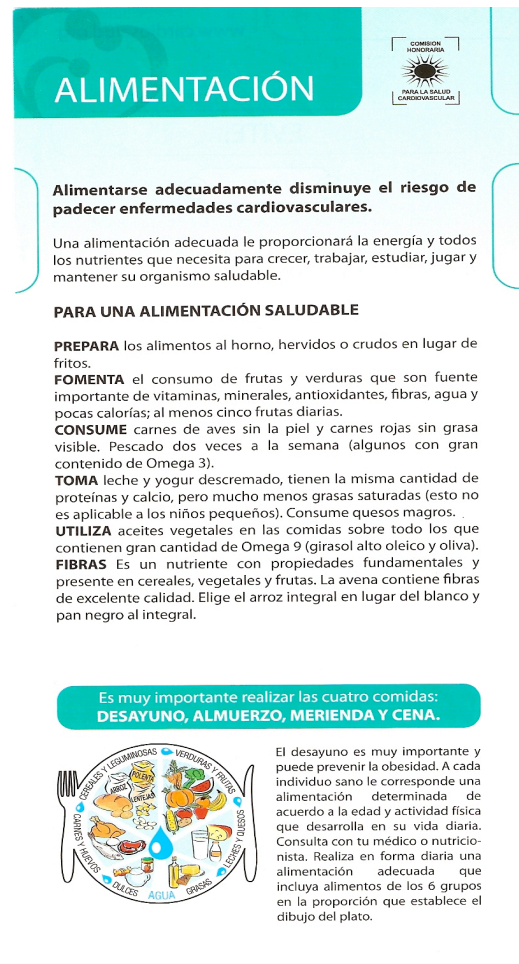 COMISION
HONORARIA
PARA LA SALUD
CARDIOVASCULAR
ALIMENTACIÓN
Alimentarse adecuadamente disminuye el riesgo de
padecer enfermedades cardiovasculares.
Una alimentación adecuada le proporcionará la energía y todos
los nutrientes que necesita para crecer, trabajar, estudiar, jugar y
mantener su organismo saludable.
PARA UNA ALIMENTACIÓN SALUDABLE
PREPARA los alimentos al horno, hervidos o crudos en lugar de
fritos.
FOMENTA el consumo de frutas y verduras que son fuente
importante de vitaminas, minerales, antioxidantes, fibras, agua y
pocas calorías; al menos cinco frutas diarias.
CONSUME carnes de aves sin la piel y carnes rojas sin grasa
visible. Pescado dos veces a la semana (algunos con gran
contenido de Omega 3).
TOMA leche y yogur descremado, tienen la misma cantidad de
proteínas y calcio, pero mucho menos grasas saturadas (esto no
es aplicable a los niños pequeños). Consume quesos magros.
UTILIZA aceites vegetales en las comidas sobre todo los que
contienen gran cantidad de Omega 9 (girasol alto oleico y oliva).
FIBRAS Es un nutriente con propiedades fundamentales y
presente en cereales, vegetales y frutas. La avena contiene fibras
de excelente calidad. Elige el arroz integral en lugar del blanco y
pan negro al integral.
Es muy importante realizar las cuatro comidas:
DESAYUNO, ALMUERZO, MERIENDA Y CENA.
CEREALES Y LEGUMINOSAS
VERDURAS Y FRUTAS
LECHES Y QUESOS
GRASAS
AGUA
DULCES
CARNES Y HUEVOS
POLENTA
ARROZ
LENTEJAS
El desayuno es muy importante y
puede prevenir la obesidad. A cada
individuo sano le corresponde una
alimentación determinada de
acuerdo a la edad y actividad física
que desarrolla en su vida diaria.
Consulta con tu médico o nutricio-
nista. Realiza en forma diaria una
alimentación adecuada que
incluya alimentos de los 6 grupos
en la proporción que establece el
dibujo del plato.